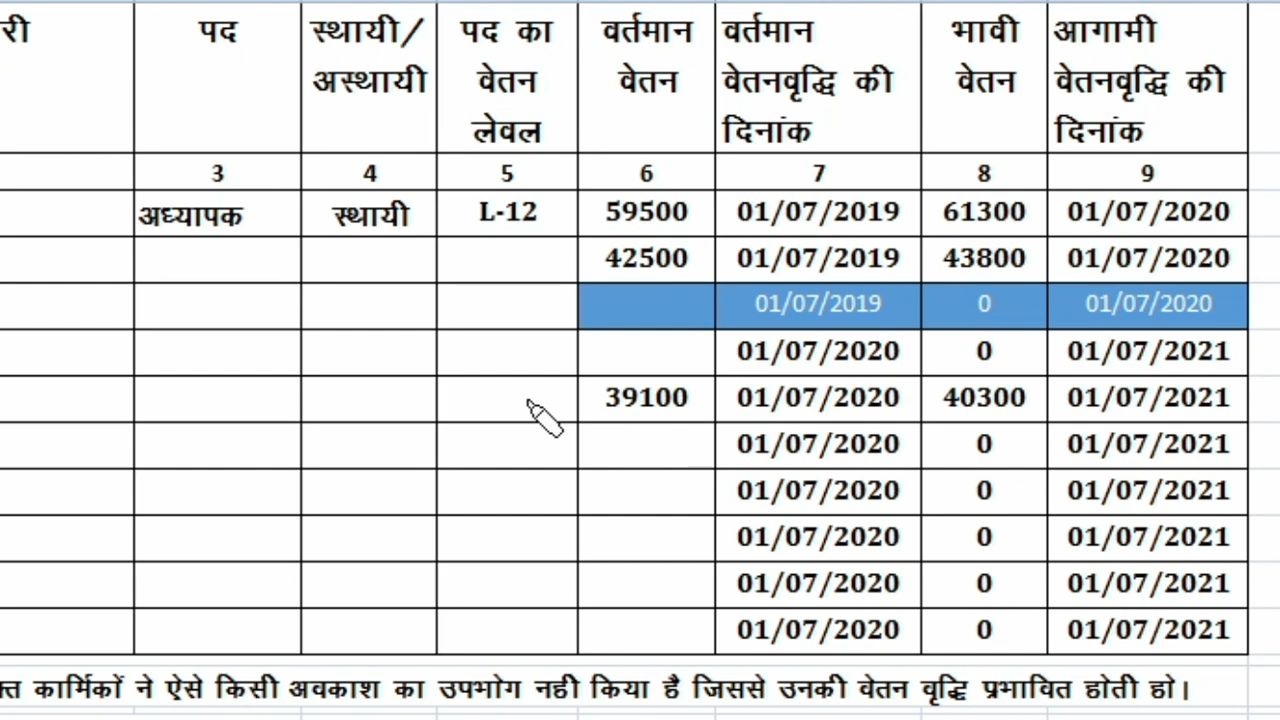 री पद स्थायी/ पद का वर्तमान वर्तमान भावी आगामी
अस्थायी वेतन वेतन वेतनवृद्धि की वेतन वेतनवृद्धि की
लेवल दिनांक दिनांक
3 4 5 6 7 8 9
अध्यापक स्थायी L-12 59500 01/07/2019 61300 01/07/2020
42500 01/07/2019 43800 01/07/2020
01/07/2019 0 01/07/2020
01/07/2020 0 01/07/2021
39100 01/07/2020 40300 01/07/2021
01/07/2020 0 01/07/2021
01/07/2020 0 01/07/2021
01/07/2020 0 01/07/2021
01/07/2020 0 01/07/2021
01/07/2020 0 01/07/2021
क्त कार्मिकों ने ऐसे किसी अवकाश का उपभोग नही किया है जिससे उनकी वेतन वृद्धि प्रभावित होती हो।